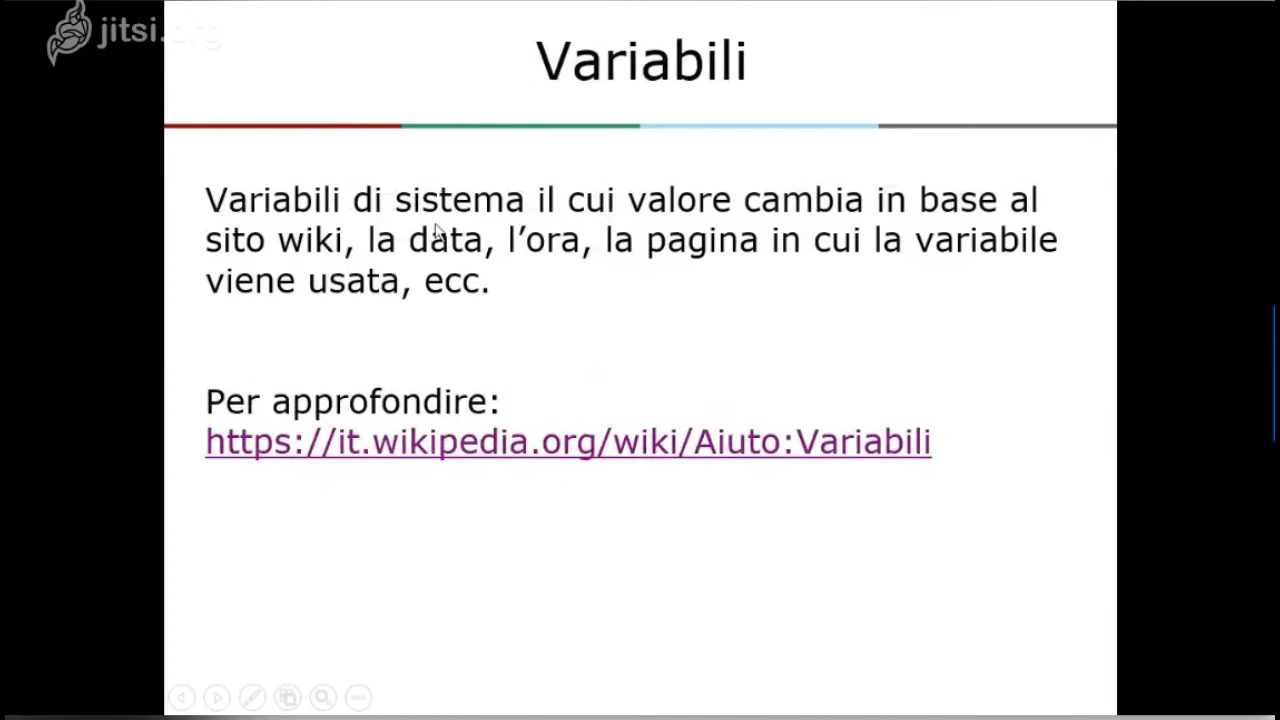 jitsi.org
Variabili
Variabili di sistema il cui valore cambia in base al
sito wiki, la data, l’ora, la pagina in cui la variabile
viene usata, ecc.
Per approfondire:
https://it.wikipedia.org/wiki/Aiuto:Variabili